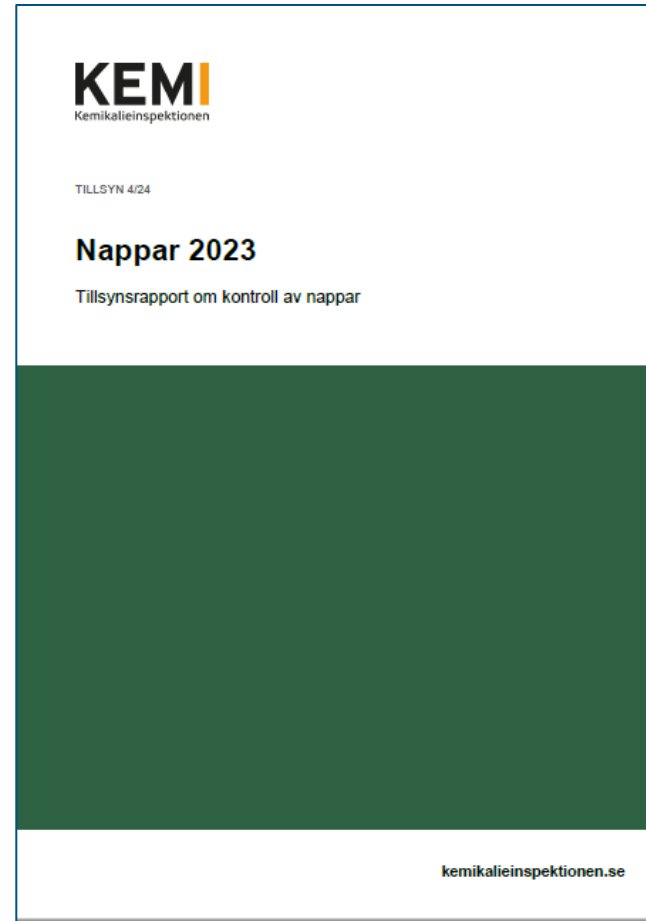 KEMI
Kemikalieinspektionen
TILLSYN 4/24
Nappar 2023
Tillsynsrapport om kontroll av nappar
kemikalieinspektionen.se